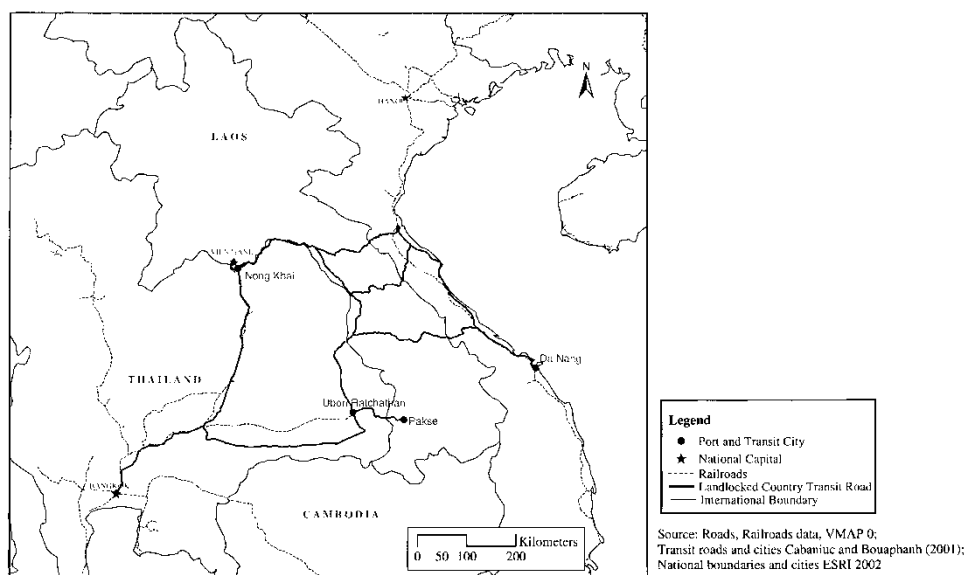 N
HANOI
LAOS
VIENTIANE
Nong Khai
Da Nang
THAILAND
Ubon Ratchathan
Pakse
BANGKOK
CAMBODIA
Kilometers
0 50 100 200
Legend
Port and Transit City
National Capital
Railroads
Landlocked Country Transit Road
International Boundary
Source: Roads, Railroads data, VMAP 0;
Transit roads and cities Cabaniuc and Bouaphanh (2001);
National boundaries and cities ESRI 2002